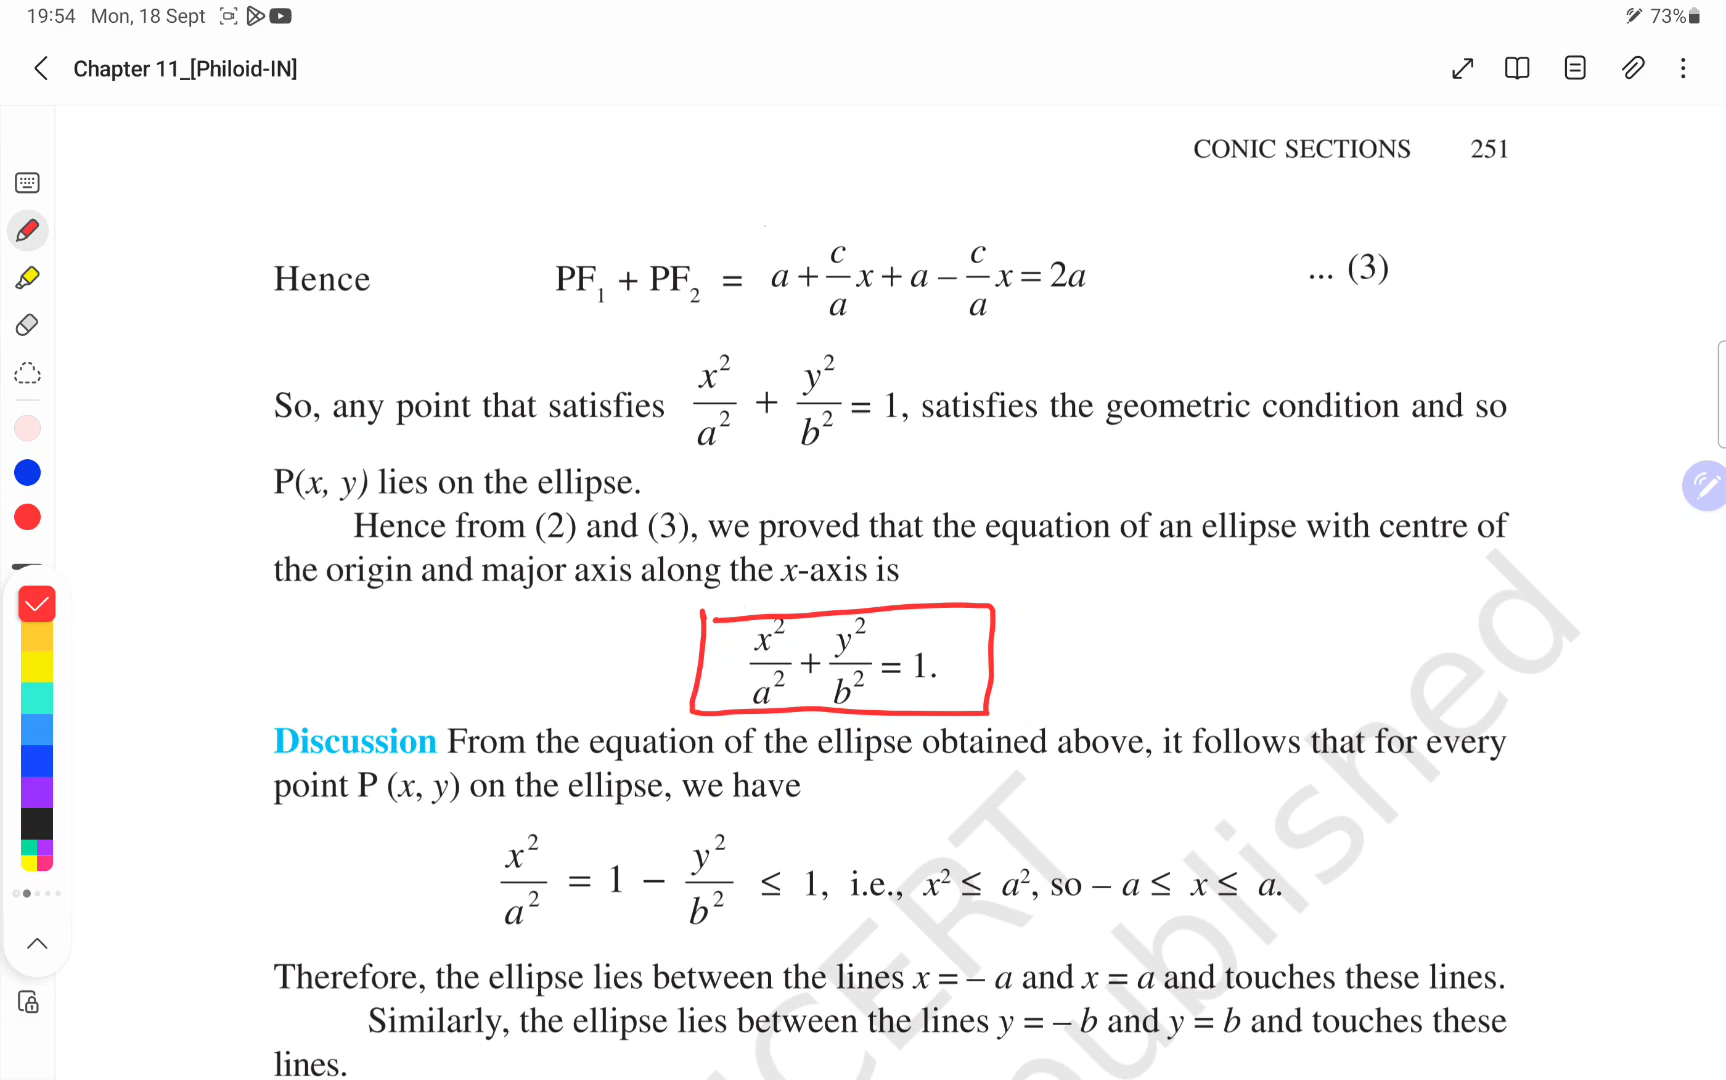 19:54 Mon, 18 Sept 73%
Chapter 11_[Philoid-IN]
CONIC SECTIONS 251
Hence PF₁ + PF₂ = a + c/a x + a – c/a x = 2a ... (3)
So, any point that satisfies x²/a² + y²/b² = 1, satisfies the geometric condition and so
P(x, y) lies on the ellipse.
Hence from (2) and (3), we proved that the equation of an ellipse with centre of
the origin and major axis along the x-axis is
x²/a² + y²/b² = 1.
Discussion From the equation of the ellipse obtained above, it follows that for every
point P (x, y) on the ellipse, we have
x²/a² = 1 – y²/b² ≤ 1, i.e., x² ≤ a², so – a ≤ x ≤ a.
Therefore, the ellipse lies between the lines x = – a and x = a and touches these lines.
Similarly, the ellipse lies between the lines y = – b and y = b and touches these
lines.